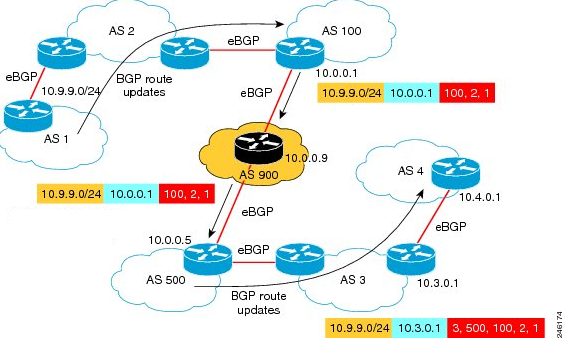 AS 2
AS 100
eBGP
eBGP
BGP route
updates
10.9.9.0/24
10.0.0.1
eBGP
10.9.9.0/24 10.0.0.1 100, 2, 1
AS 1
10.0.0.9
AS 900
AS 4
10.9.9.0/24 10.0.0.1 100, 2, 1
10.4.0.1
eBGP
eBGP
10.0.0.5
eBGP
AS 500
AS 3
10.3.0.1
BGP route
updates
10.9.9.0/24 10.3.0.1 3, 500, 100, 2, 1
246174